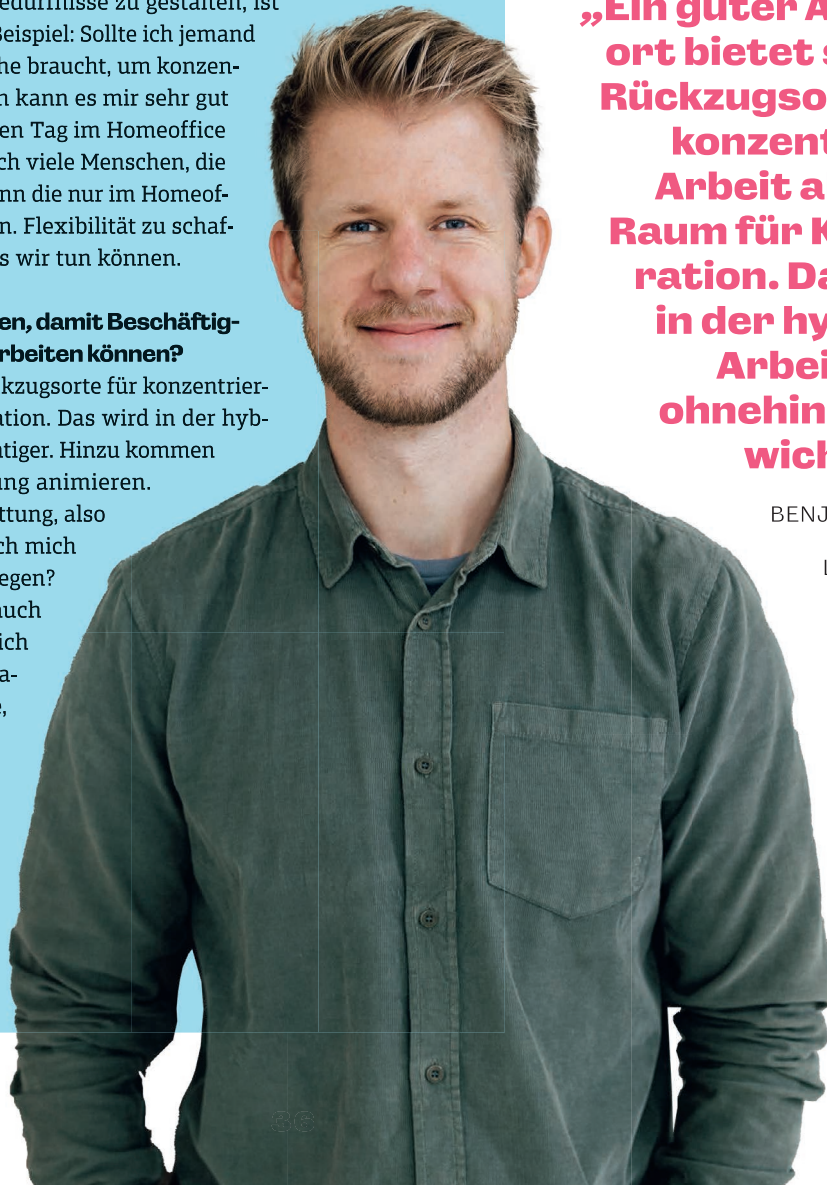 edürfnisse zu gestalten, ist
Beispiel: Sollte ich jemand
he braucht, um konzen-
n kann es mir sehr gut
en Tag im Homeoffice
ch viele Menschen, die
nn die nur im Homeof-
n. Flexibilität zu schaf-
s wir tun können.
en, damit Beschäftig-
rbeiten können?
kzugsorte für konzentrier-
ation. Das wird in der hyb-
htiger. Hinzu kommen
ung animieren.
ttung, also
ch mich
egen?
auch
ich
a-
e,
„Ein guter A
ort bietet s
Rückzugso
konzent
Arbeit a
Raum für K
ration. Da
in der hy
Arbei
ohnehin
wich
BENJ
L
66